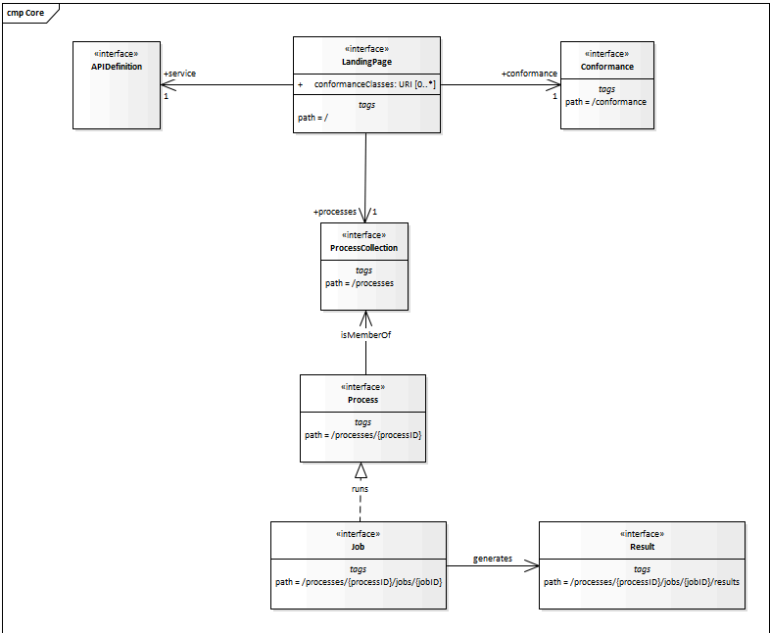 cmp Core
«interface»
APIDefinition
+service
1
«interface»
LandingPage
+ conformanceClasses: URI [0..*]
tags
path = /
+conformance
1
«interface»
Conformance
tags
path = /conformance
+processes
1
«interface»
ProcessCollection
tags
path = /processes
isMemberOf
«interface»
Process
tags
path = /processes/{processID}
runs
«interface»
Job
tags
path = /processes/{processID}/jobs/{jobID}
generates
«interface»
Result
tags
path = /processes/{processID}/jobs/{jobID}/results